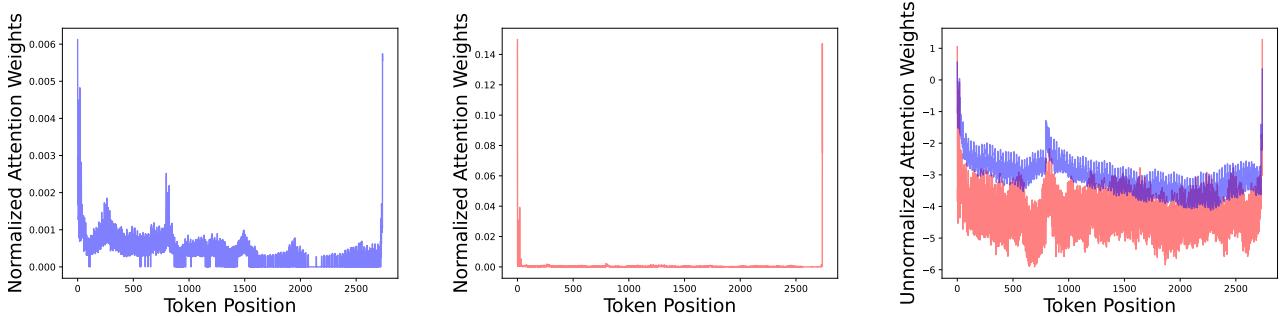 Normalized Attention Weights
0.006
0.005
0.004
0.003
0.002
0.001
0.000
0 500 1000 1500 2000 2500
Token Position
Normalized Attention Weights
0.14
0.12
0.10
0.08
0.06
0.04
0.02
0.00
0 500 1000 1500 2000 2500
Token Position
Unnormalized Attention Weights
1
0
−1
−2
−3
−4
−5
−6
0 500 1000 1500 2000 2500
Token Position